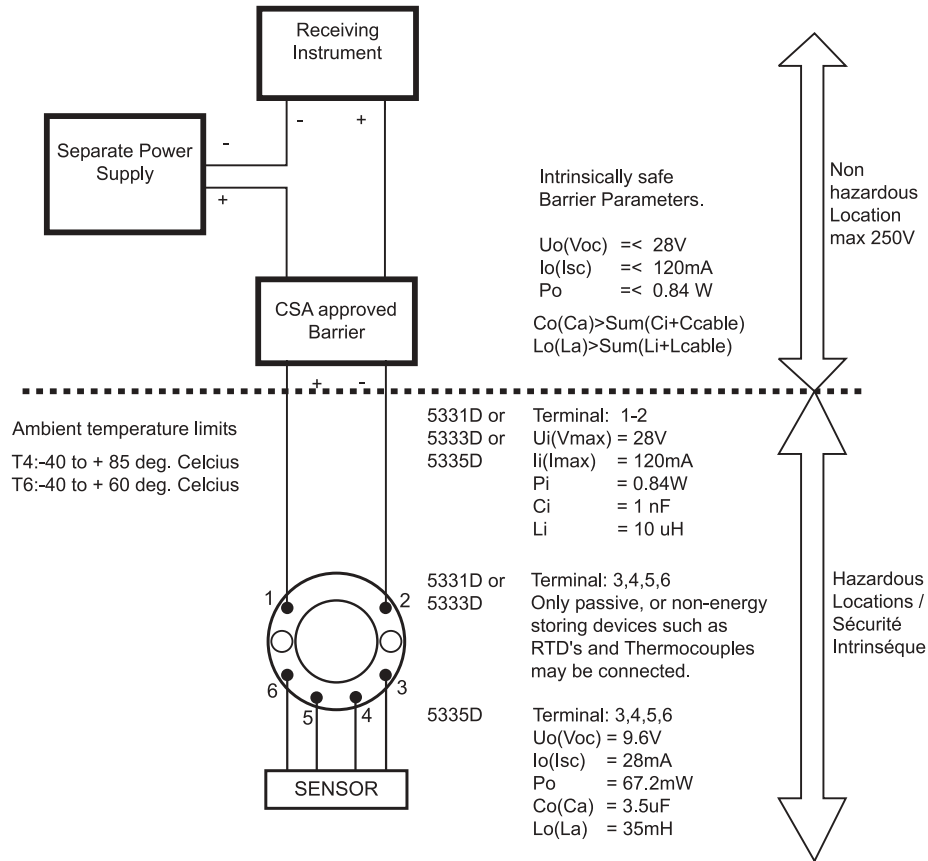 Receiving
Instrument
- +
Separate Power
Supply
-
+
CSA approved
Barrier
+ -
Intrinsically safe
Barrier Parameters.
Uo(Voc) =< 28V
Io(Isc) =< 120mA
Po =< 0.84 W
Co(Ca)>Sum(Ci+Ccable)
Lo(La)>Sum(Li+Lcable)
Non
hazardous
Location
max 250V
Ambient temperature limits
T4:-40 to + 85 deg. Celcius
T6:-40 to + 60 deg. Celcius
5331D or Terminal: 1-2
5333D or Ui(Vmax) = 28V
5335D Ii(Imax) = 120mA
Pi = 0.84W
Ci = 1 nF
Li = 10 uH
1 2
6 5 4 3
SENSOR
5331D or Terminal: 3,4,5,6
5333D Only passive, or non-energy
storing devices such as
RTD's and Thermocouples
may be connected.
5335D Terminal: 3,4,5,6
Uo(Voc) = 9.6V
Io(Isc) = 28mA
Po = 67.2mW
Co(Ca) = 3.5uF
Lo(La) = 35mH
Hazardous
Locations /
Sécurité
Intrinséque